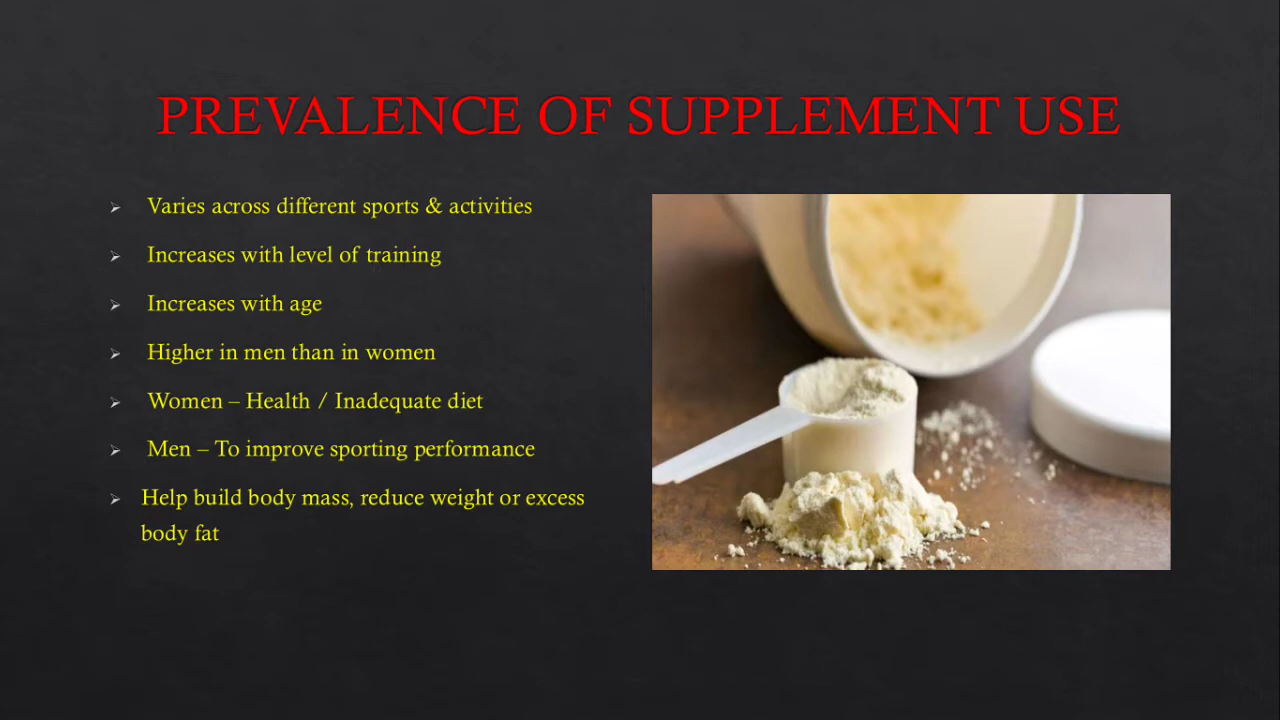 PREVALENCE OF SUPPLEMENT USE
Varies across different sports & activities
Increases with level of training
Increases with age
Higher in men than in women
Women – Health / Inadequate diet
Men – To improve sporting performance
Help build body mass, reduce weight or excess
body fat